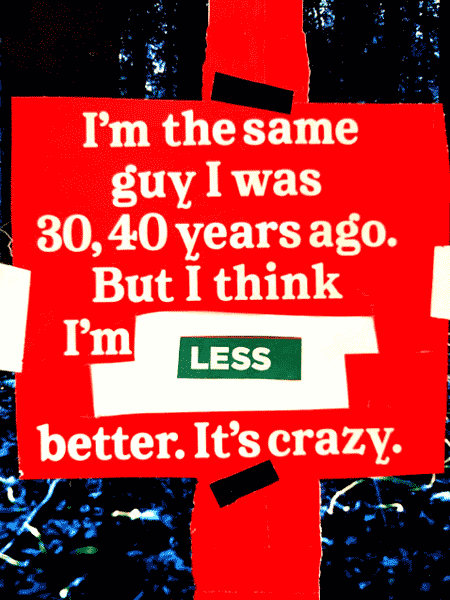 I'm the same
guy I was
30, 40 years ago.
But I think
I'm
LESS
better. It's crazy.